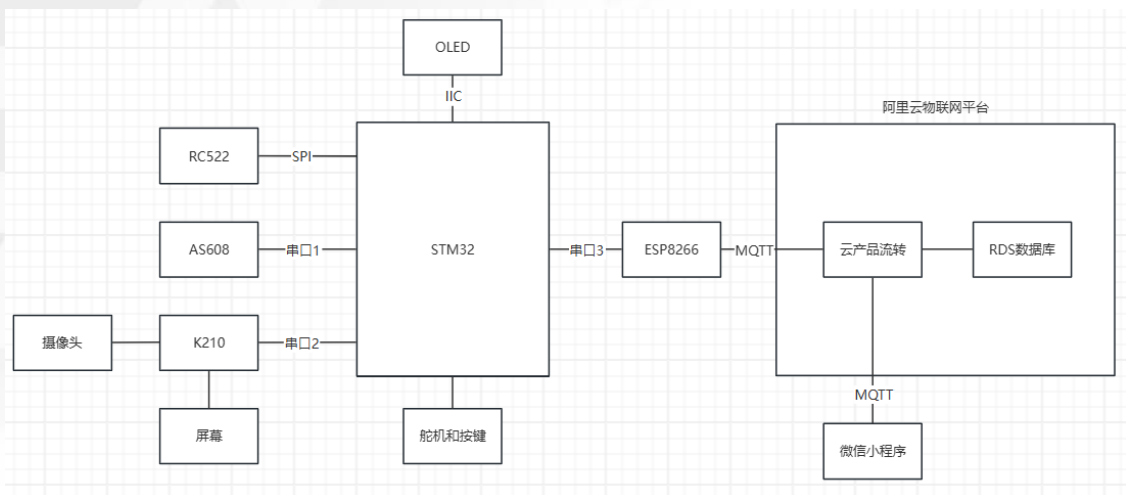 OLED
IIC
阿里云物联网平台
RC522
SPI
AS608
串口1
STM32
串口3
ESP8266
MQTT
云产品流转
RDS数据库
摄像头
K210
串口2
MQTT
屏幕
舵机和按键
微信小程序